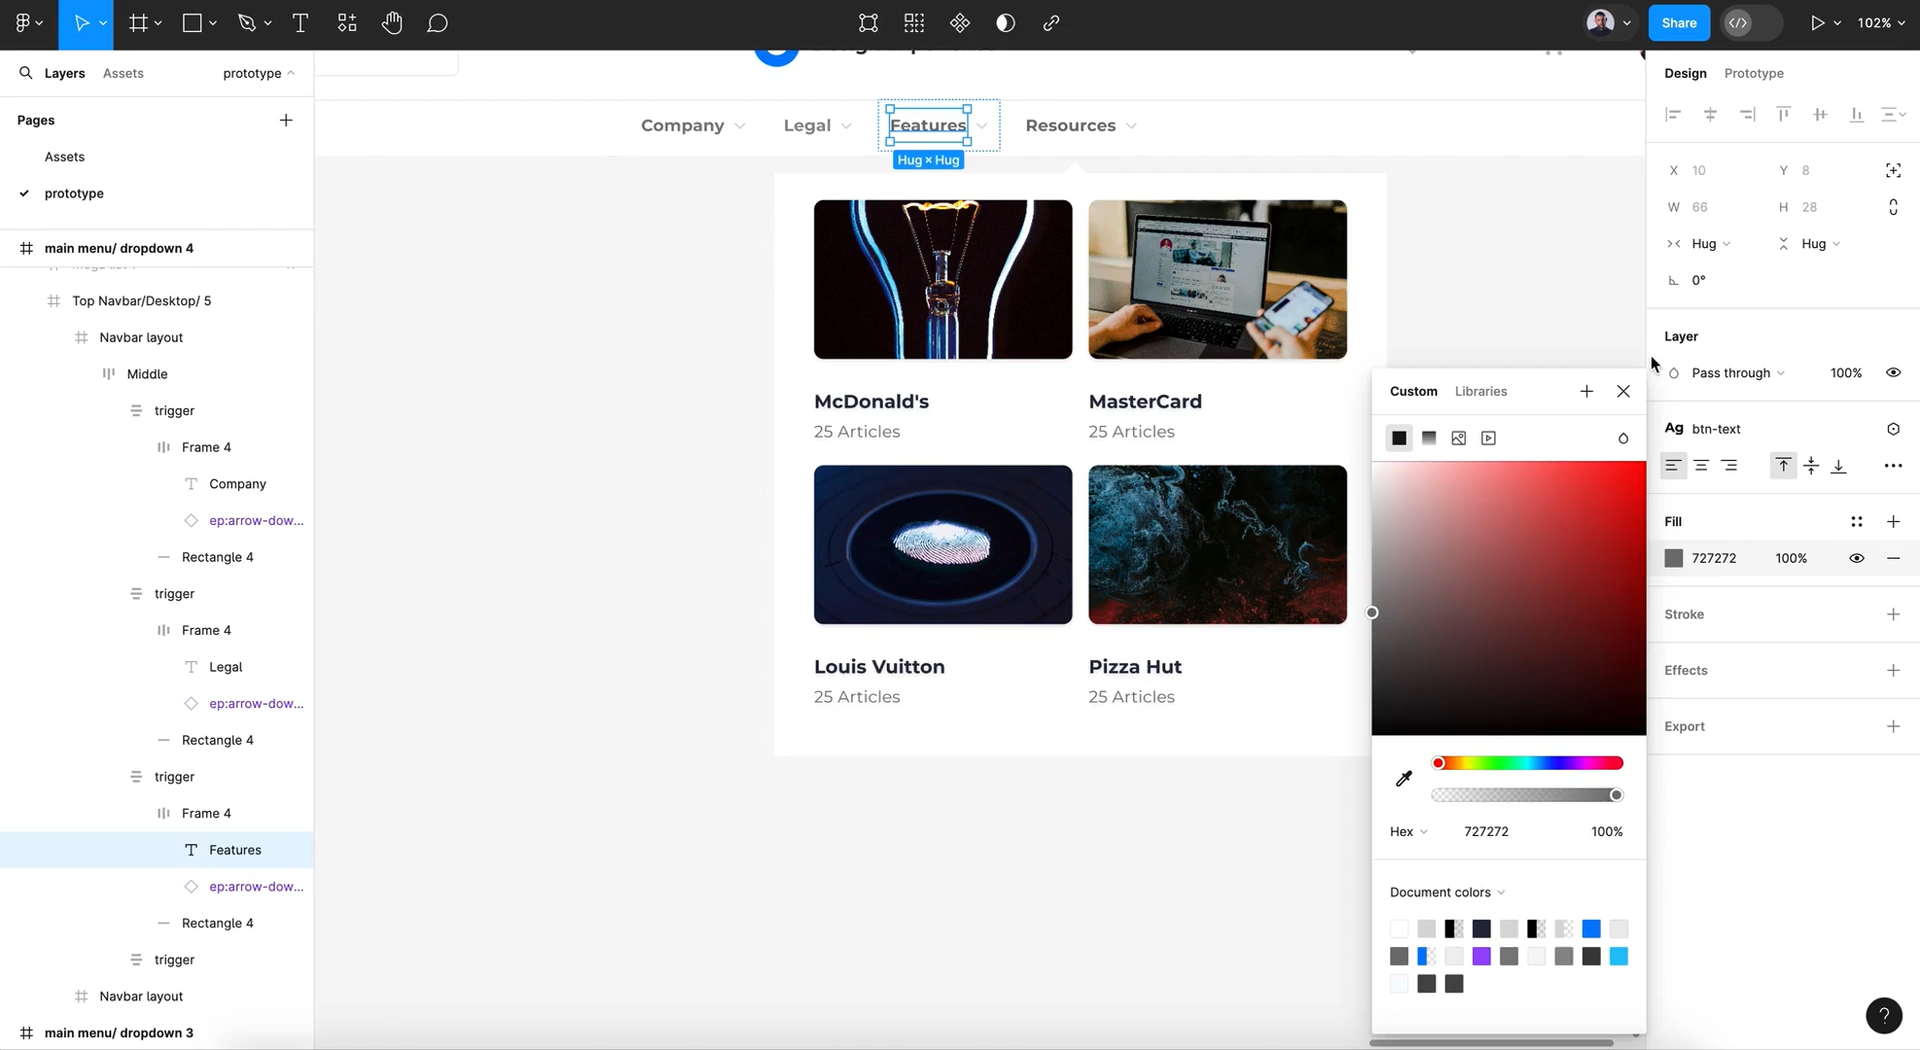 Share
102%
Layers
Assets
prototype
Pages
Assets
prototype
main menu/ dropdown 4
Top Navbar/Desktop/ 5
Navbar layout
Middle
trigger
Frame 4
Company
ep:arrow-dow...
Rectangle 4
trigger
Frame 4
Legal
ep:arrow-dow...
Rectangle 4
trigger
Frame 4
Features
ep:arrow-dow...
Rectangle 4
trigger
Navbar layout
main menu/ dropdown 3
Company
Legal
Features
Resources
Hug × Hug
McDonald's
25 Articles
MasterCard
25 Articles
Louis Vuitton
25 Articles
Pizza Hut
25 Articles
Custom
Libraries
Hex
727272
100%
Document colors
Design
Prototype
X 10
Y 8
W 66
H 28
Hug
Hug
0°
Layer
Pass through
100%
Ag btn-text
Fill
727272
100%
Stroke
Effects
Export
?